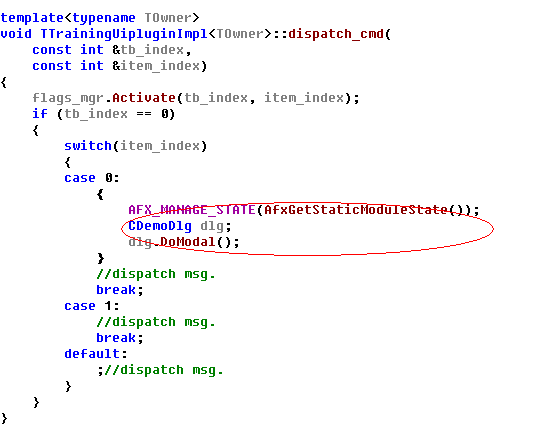 template<typename TOwner>
void TTrainingUipluginImpl<TOwner>::dispatch_cmd(
    const int &tb_index,
    const int &item_index)
{
    flags_mgr.Activate(tb_index, item_index);
    if (tb_index == 0)
    {
        switch(item_index)
        {
        case 0:
            {
                AFX_MANAGE_STATE(AfxGetStaticModuleState());
                CDemoDlg dlg;
                dlg.DoModal();
            }
            //dispatch msg.
            break;
        case 1:
            //dispatch msg.
            break;
        default:
            ;//dispatch msg.
        }
    }
}